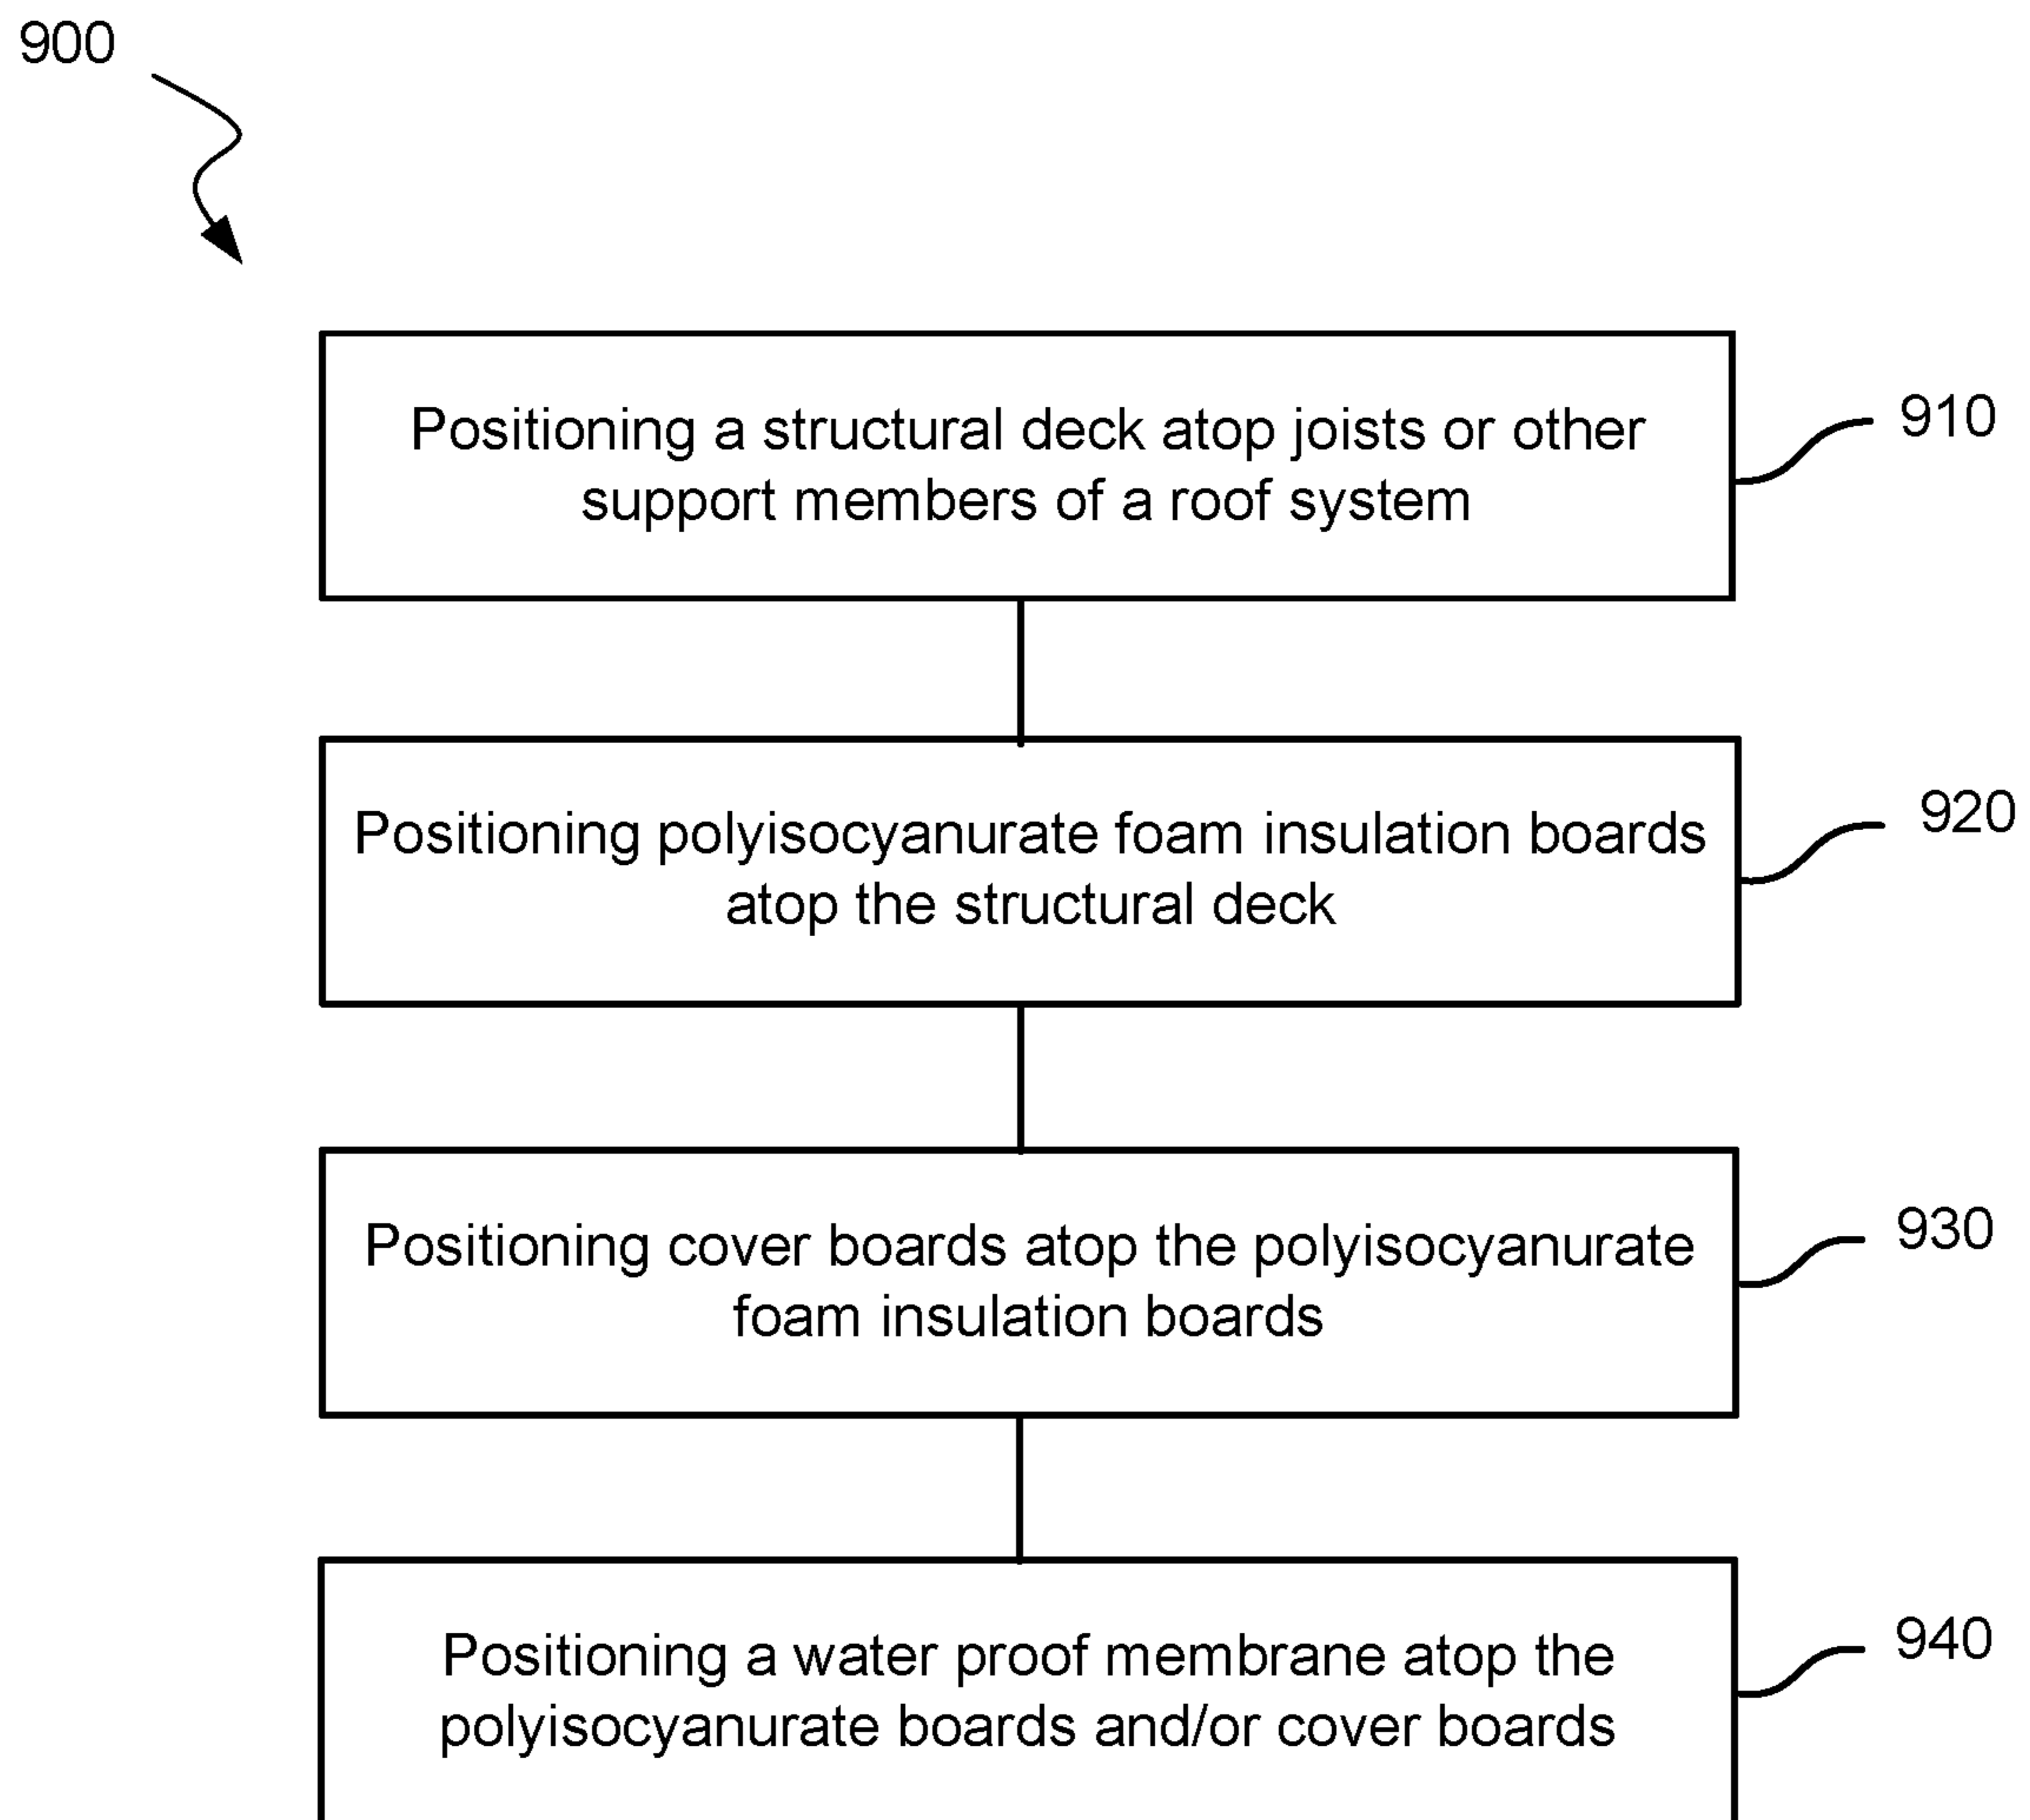 900
Positioning a structural deck atop joists or other
support members of a roof system
910
Positioning polyisocyanurate foam insulation boards
atop the structural deck
920
Positioning cover boards atop the polyisocyanurate
foam insulation boards
930
Positioning a water proof membrane atop the
polyisocyanurate boards and/or cover boards
940